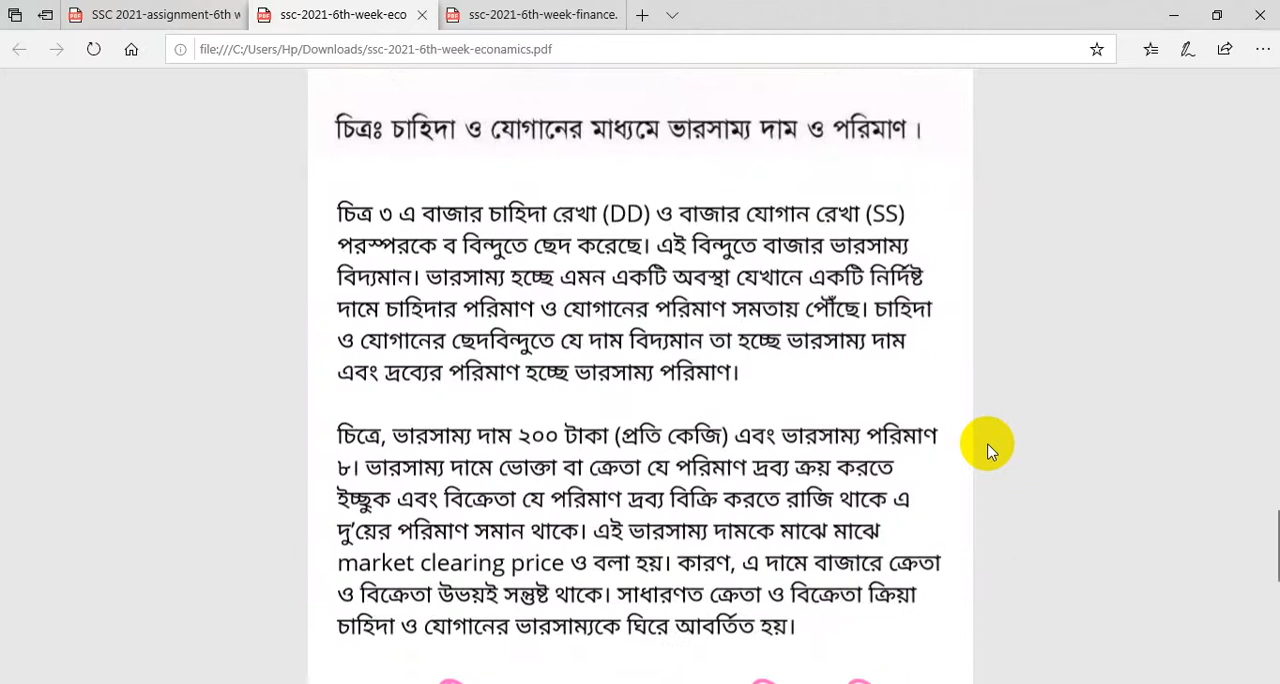 SSC 2021-assignment-6th w
ssc-2021-6th-week-eco
ssc-2021-6th-week-finance.
file:///C:/Users/Hp/Downloads/ssc-2021-6th-week-econamics.pdf
চিত্রঃ চাহিদা ও যোগানের মাধ্যমে ভারসাম্য দাম ও পরিমাণ ।
চিত্র ৩ এ বাজার চাহিদা রেখা (DD) ও বাজার যোগান রেখা (SS)
পরস্পরকে ব বিন্দুতে ছেদ করেছে। এই বিন্দুতে বাজার ভারসাম্য
বিদ্যমান। ভারসাম্য হচ্ছে এমন একটি অবস্থা যেখানে একটি নির্দিষ্ট
দামে চাহিদার পরিমাণ ও যোগানের পরিমাণ সমতায় পৌঁছে। চাহিদা
ও যোগানের ছেদবিন্দুতে যে দাম বিদ্যমান তা হচ্ছে ভারসাম্য দাম
এবং দ্রব্যের পরিমাণ হচ্ছে ভারসাম্য পরিমাণ।
চিত্রে, ভারসাম্য দাম ২০০ টাকা (প্রতি কেজি) এবং ভারসাম্য পরিমাণ
৮। ভারসাম্য দামে ভোক্তা বা ক্রেতা যে পরিমাণ দ্রব্য ক্রয় করতে
ইচ্ছুক এবং বিক্রেতা যে পরিমাণ দ্রব্য বিক্রি করতে রাজি থাকে এ
দু’য়ের পরিমাণ সমান থাকে। এই ভারসাম্য দামকে মাঝে মাঝে
market clearing price ও বলা হয়। কারণ, এ দামে বাজারে ক্রেতা
ও বিক্রেতা উভয়ই সন্তুষ্ট থাকে। সাধারণত ক্রেতা ও বিক্রেতা ক্রিয়া
চাহিদা ও যোগানের ভারসাম্যকে ঘিরে আবর্তিত হয়।